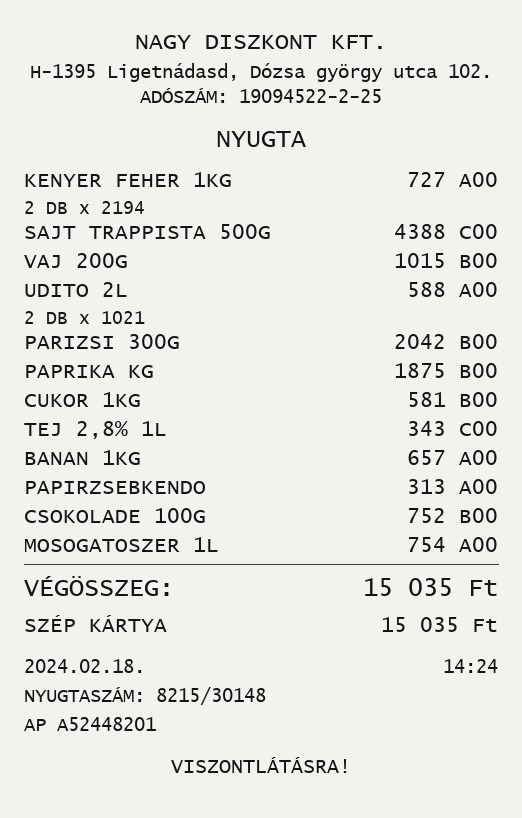 NAGY DISZKONT KFT.
H-1395 Ligetnádasd, Dózsa györgy utca 102.
ADÓSZÁM: 19094522-2-25
NYUGTA
KENYER FEHER 1KG 727 A00
2 DB x 2194
SAJT TRAPPISTA 500G 4388 C00
VAJ 200G 1015 B00
UDITO 2L 588 A00
2 DB x 1021
PARIZSI 300G 2042 B00
PAPRIKA KG 1875 B00
CUKOR 1KG 581 B00
TEJ 2,8% 1L 343 C00
BANAN 1KG 657 A00
PAPIRZSEBKENDO 313 A00
CSOKOLADE 100G 752 B00
MOSOGATOSZER 1L 754 A00
VÉGÖSSZEG: 15 035 Ft
SZÉP KÁRTYA 15 035 Ft
2024.02.18. 14:24
NYUGTASZÁM: 8215/30148
AP A52448201
VISZONTLÁTÁSRA!